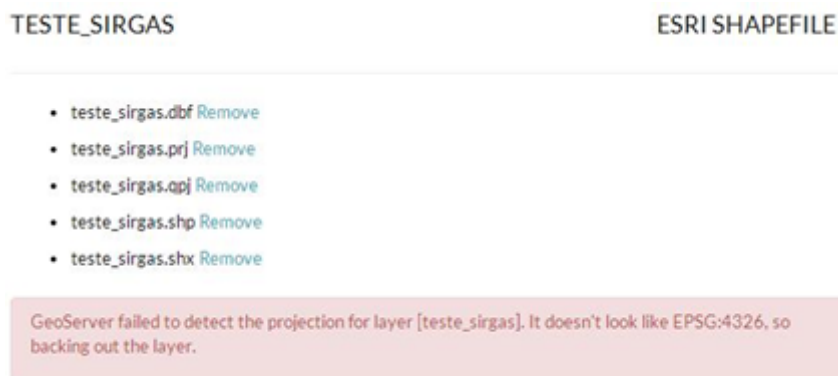 TESTE_SIRGAS
ESRI SHAPEFILE
• teste_sirgas.dbf Remove
• teste_sirgas.prj Remove
• teste_sirgas.qpj Remove
• teste_sirgas.shp Remove
• teste_sirgas.shx Remove
GeoServer failed to detect the projection for layer [teste_sirgas]. It doesn't look like EPSG:4326, so
backing out the layer.